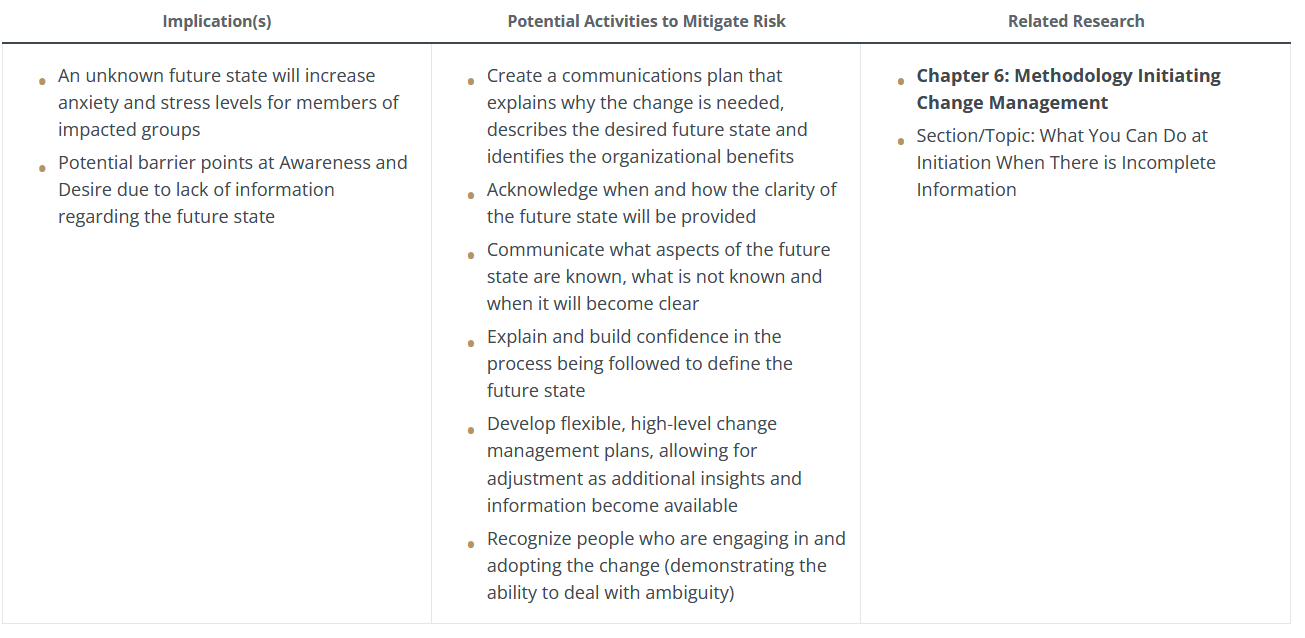 Implication(s)
Potential Activities to Mitigate Risk
Related Research
An unknown future state will increase
anxiety and stress levels for members of
impacted groups
Potential barrier points at Awareness and
Desire due to lack of information
regarding the future state
Create a communications plan that
explains why the change is needed,
describes the desired future state and
identifies the organizational benefits
Acknowledge when and how the clarity of
the future state will be provided
Communicate what aspects of the future
state are known, what is not known and
when it will become clear
Explain and build confidence in the
process being followed to define the
future state
Develop flexible, high-level change
management plans, allowing for
adjustment as additional insights and
information become available
Recognize people who are engaging in and
adopting the change (demonstrating the
ability to deal with ambiguity)
Chapter 6: Methodology Initiating
Change Management
Section/Topic: What You Can Do at
Initiation When There is Incomplete
Information